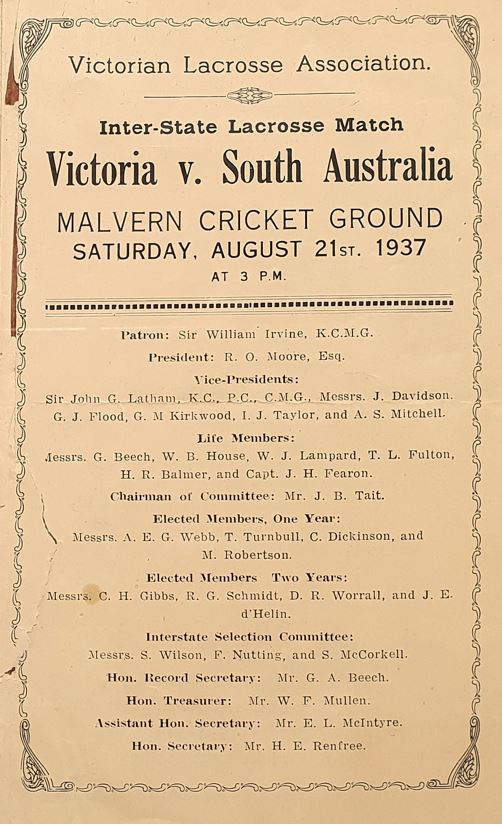 Victorian Lacrosse Association.
Inter-State Lacrosse Match
Victoria v. South Australia
MALVERN CRICKET GROUND
SATURDAY, AUGUST 21ST. 1937
AT 3 P.M.
Patron: Sir William Irvine, K.C.M.G.
President: R. O. Moore, Esq.
Vice-Presidents:
Sir John G. Latham, K.C., P.C., C.M.G., Messrs. J. Davidson.
G. J. Flood, G. M Kirkwood, I. J. Taylor, and A. S. Mitchell.
Life Members:
Messrs. G. Beech, W. B. House, W. J. Lampard, T. L. Fulton,
H. R. Balmer, and Capt. J. H. Fearon.
Chairman of Committee: Mr. J. B. Tait.
Elected Members, One Year:
Messrs. A. E. G. Webb, T. Turnbull, C. Dickinson, and
M. Robertson.
Elected Members Two Years:
Messrs. C. H. Gibbs, R. G. Schmidt, D. R. Worrall, and J. E.
d'Helin.
Interstate Selection Committee:
Messrs. S. Wilson, F. Nutting, and S. McCorkell.
Hon. Record Secretary: Mr. G. A. Beech.
Hon. Treasurer: Mr. W. F. Mullen.
Assistant Hon. Secretary: Mr. E. L. McIntyre.
Hon. Secretary: Mr. H. E. Renfree.